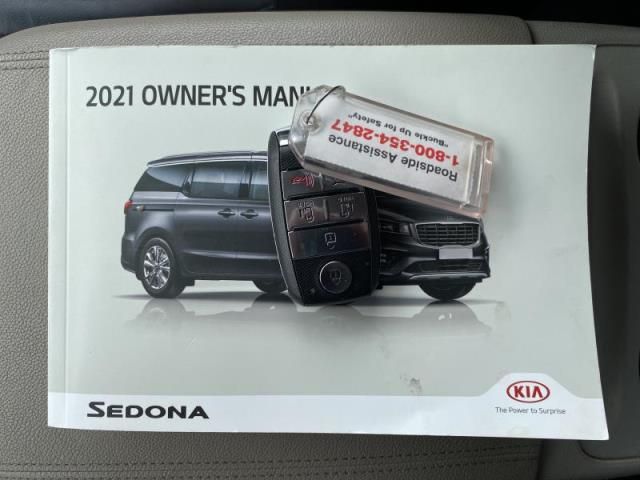 2021 OWNER'S MAN
Roadside Assistance
1-800-354-2847
"Buckle Up for Safety"
SEDONA
KIA
The Power to Surprise